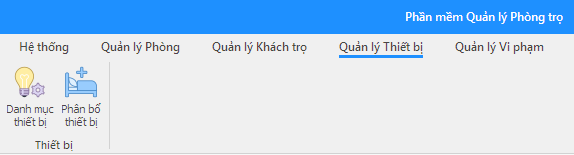 Phần mềm Quản lý Phòng trọ
Hệ thống Quản lý Phòng Quản lý Khách trọ Quản lý Thiết bị Quản lý Vi phạm
Danh mục thiết bị
Phân bổ thiết bị
Thiết bị